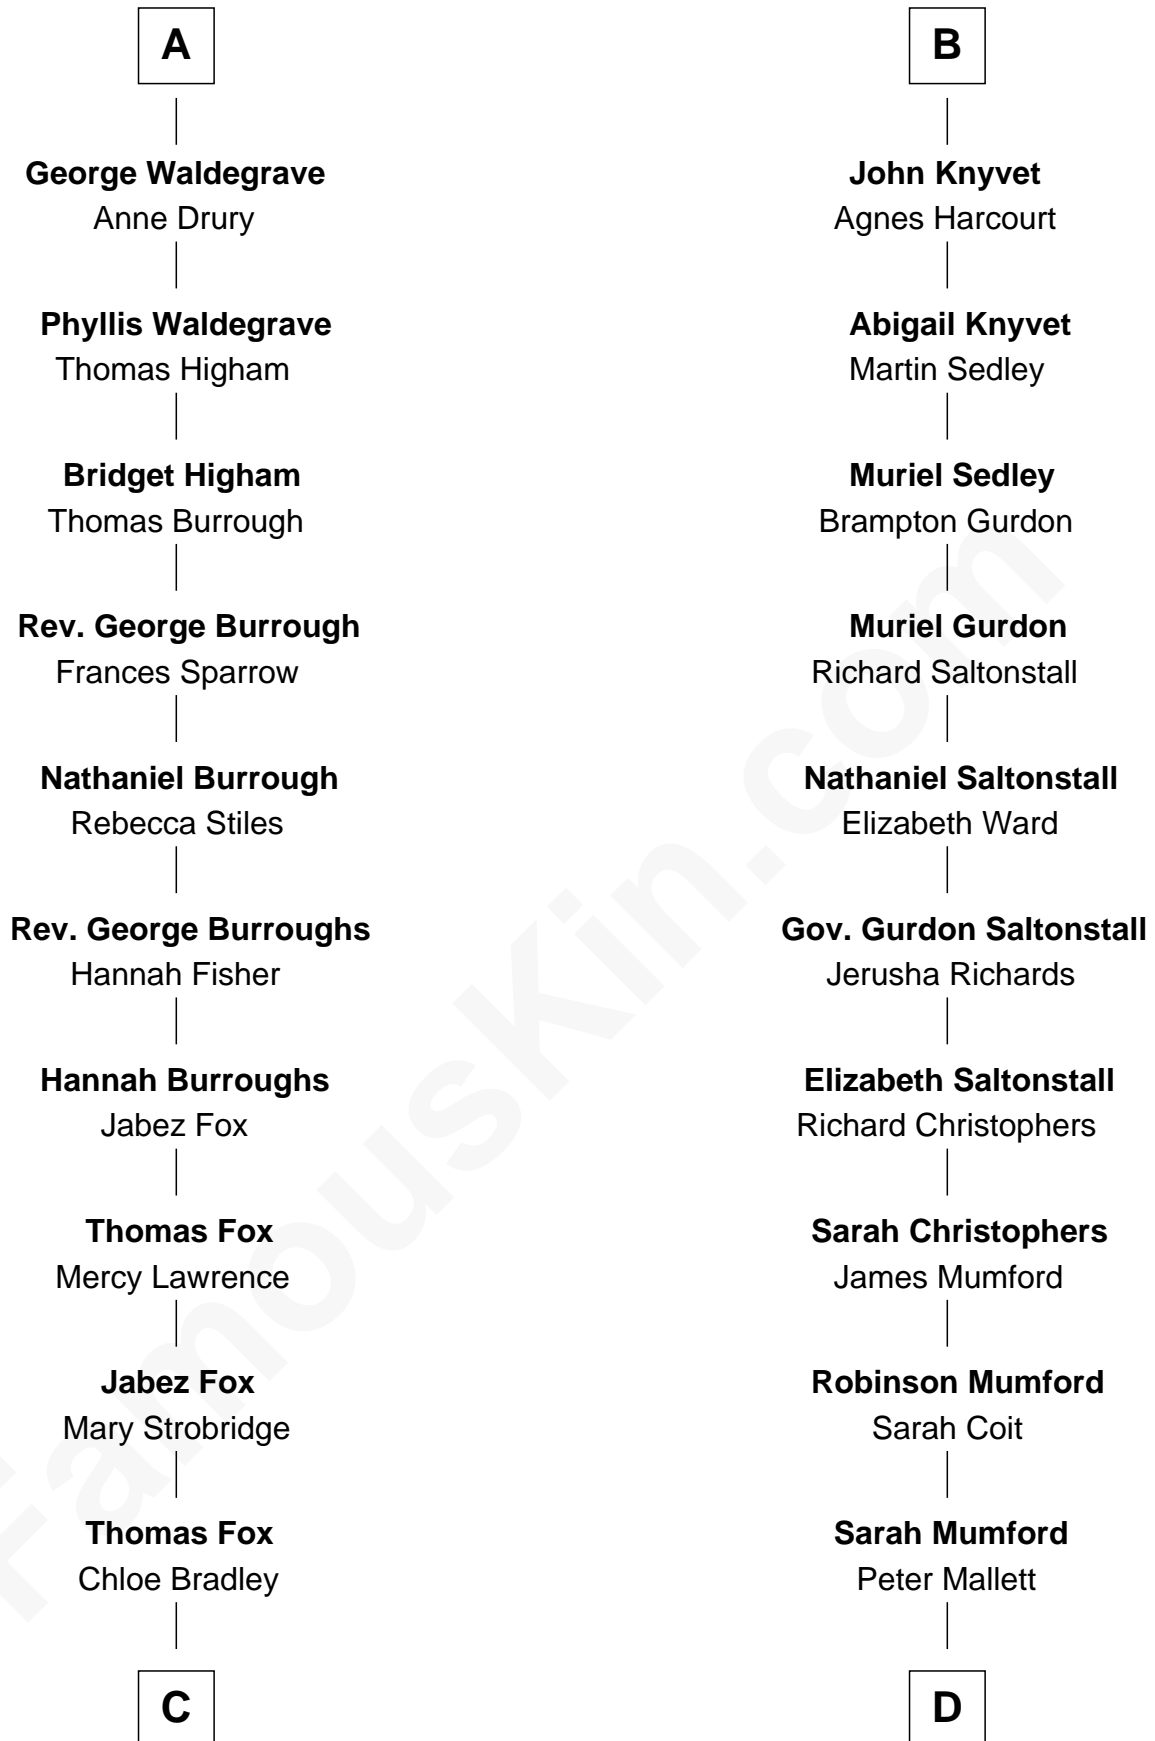 A
George Waldegrave
Anne Drury
Phyllis Waldegrave
Thomas Higham
Bridget Higham
Thomas Burrough
Rev. George Burrough
Frances Sparrow
Nathaniel Burrough
Rebecca Stiles
Rev. George Burroughs
Hannah Fisher
Hannah Burroughs
Jabez Fox
Thomas Fox
Mercy Lawrence
Jabez Fox
Mary Strobridge
Thomas Fox
Chloe Bradley
C
B
John Knyvet
Agnes Harcourt
Abigail Knyvet
Martin Sedley
Muriel Sedley
Brampton Gurdon
Muriel Gurdon
Richard Saltonstall
Nathaniel Saltonstall
Elizabeth Ward
Gov. Gurdon Saltonstall
Jerusha Richards
Elizabeth Saltonstall
Richard Christophers
Sarah Christophers
James Mumford
Robinson Mumford
Sarah Coit
Sarah Mumford
Peter Mallett
D
FamousKin.com